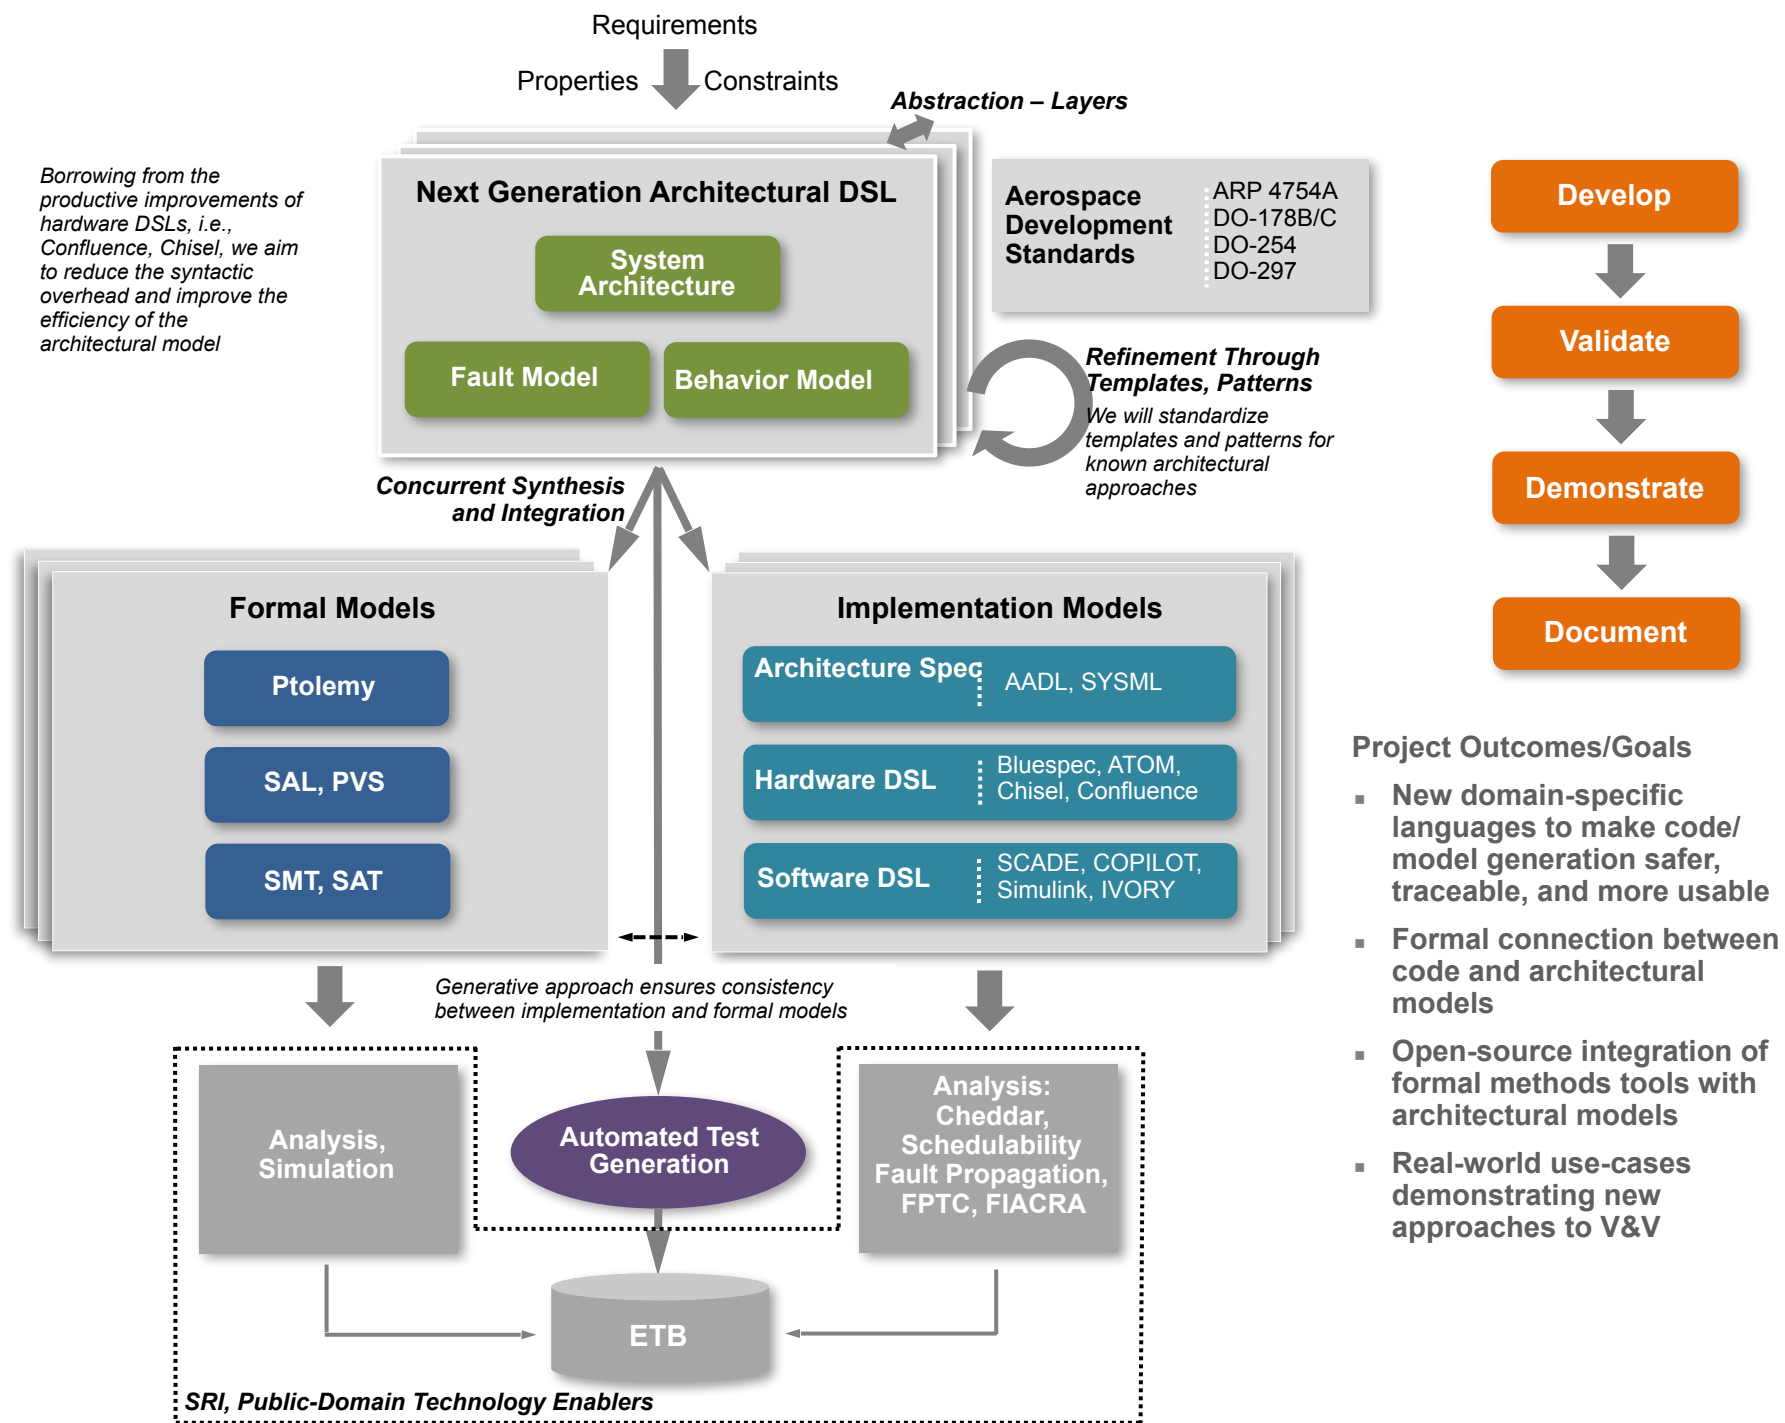 Requirements
Properties
Constraints
Abstraction – Layers
Borrowing from the
productive improvements of
hardware DSLs, i.e.,
Confluence, Chisel, we aim
to reduce the syntactic
overhead and improve the
efficiency of the
architectural model
Next Generation Architectural DSL
System
Architecture
Fault Model
Behavior Model
Aerospace
Development
Standards
ARP 4754A
DO-178B/C
DO-254
DO-297
Refinement Through
Templates, Patterns
We will standardize
templates and patterns for
known architectural
approaches
Concurrent Synthesis
and Integration
Formal Models
Ptolemy
SAL, PVS
SMT, SAT
Implementation Models
Architecture Spec
AADL, SYSML
Hardware DSL
Bluespec, ATOM,
Chisel, Confluence
Software DSL
SCADE, COPILOT,
Simulink, IVORY
Generative approach ensures consistency
between implementation and formal models
Analysis,
Simulation
Automated Test
Generation
Analysis:
Cheddar,
Schedulability
Fault Propagation,
FPTC, FIACRA
ETB
SRI, Public-Domain Technology Enablers
Develop
Validate
Demonstrate
Document
Project Outcomes/Goals
▪ New domain-specific
languages to make code/
model generation safer,
traceable, and more usable
▪ Formal connection between
code and architectural
models
▪ Open-source integration of
formal methods tools with
architectural models
▪ Real-world use-cases
demonstrating new
approaches to V&V